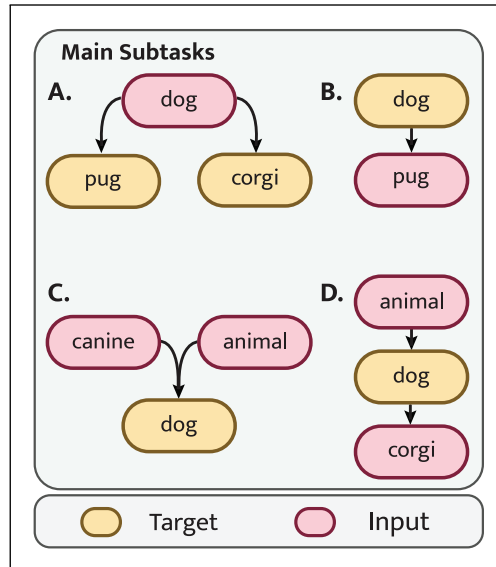 Main Subtasks
A.
dog
pug
corgi
B.
dog
pug
C.
canine
animal
dog
D.
animal
dog
corgi
Target
Input